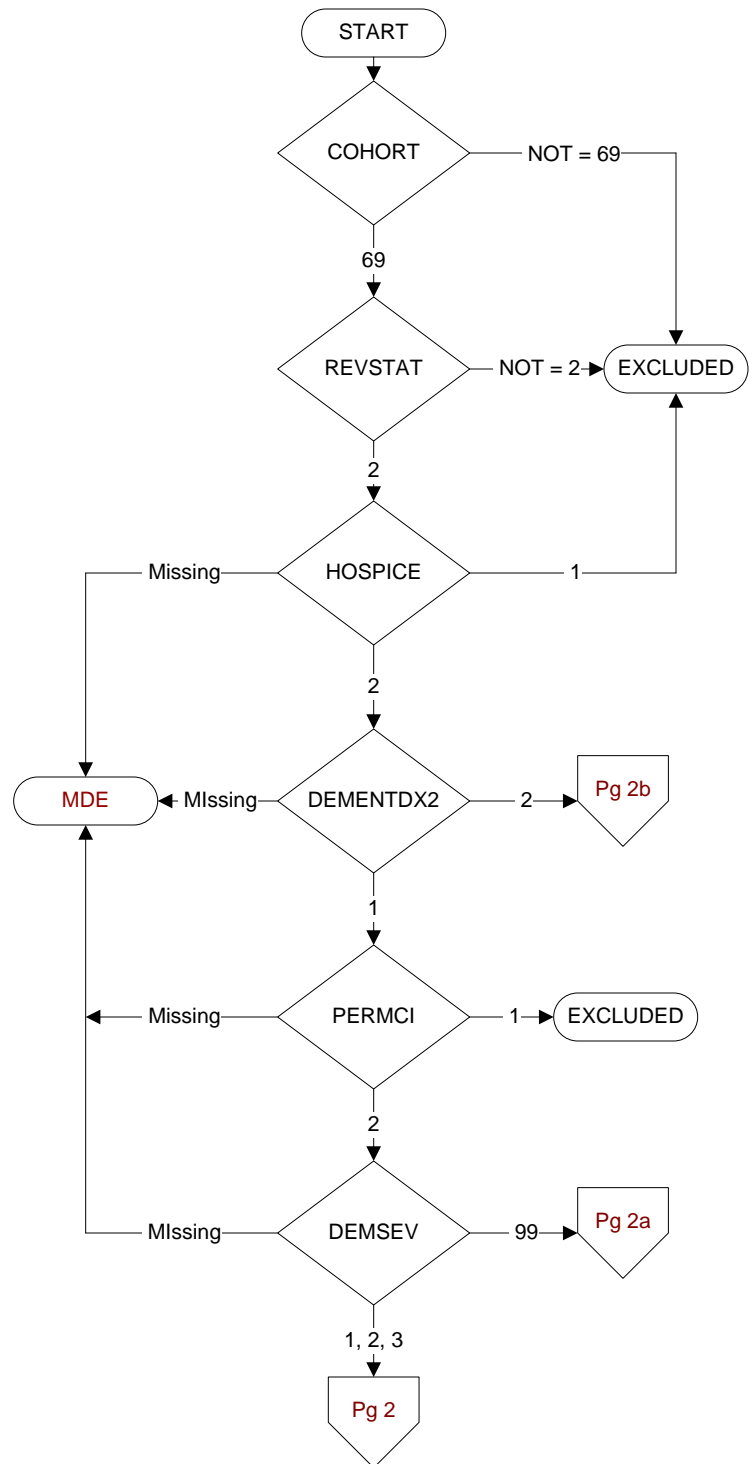 START
COHORT
NOT = 69
69
REVSTAT
NOT = 2
EXCLUDED
2
Missing
HOSPICE
1
2
MDE
MIssing
DEMENTDX2
2
Pg 2b
1
Missing
PERMCI
1
EXCLUDED
2
MIssing
DEMSEV
99
Pg 2a
1, 2, 3
Pg 2